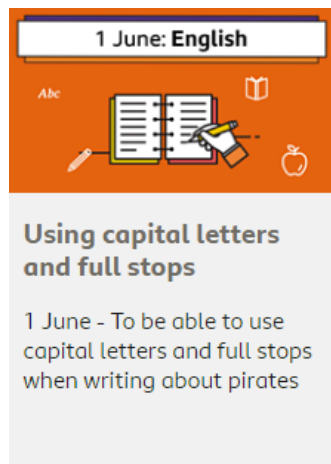 1 June: English
Abc
Using capital letters
and full stops
1 June - To be able to use
capital letters and full stops
when writing about pirates